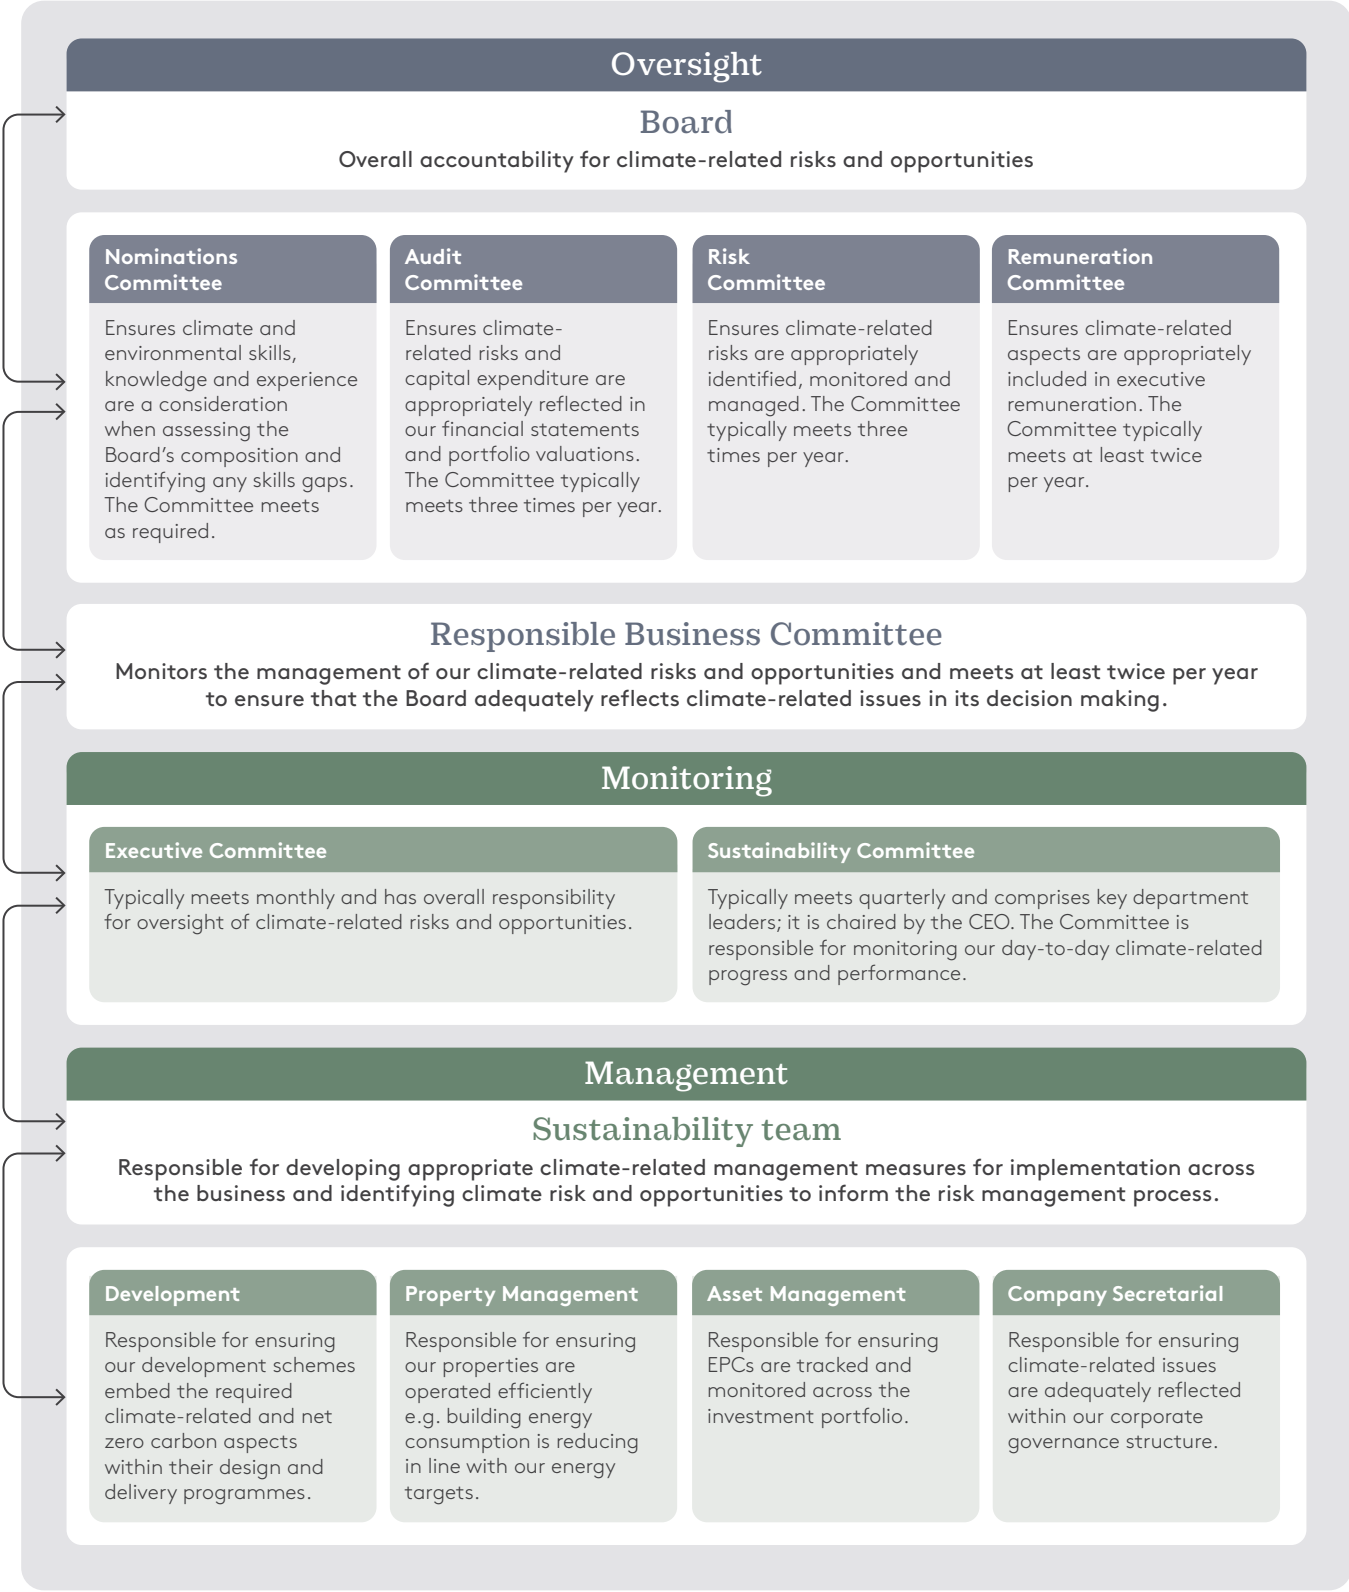 Oversight
Board
Overall accountability for climate-related risks and opportunities
Nominations
Committee
Ensures climate and
environmental skills,
knowledge and experience
are a consideration
when assessing the
Board’s composition and
identifying any skills gaps.
The Committee meets
as required.
Audit
Committee
Ensures climate-
related risks and
capital expenditure are
appropriately reflected in
our financial statements
and portfolio valuations.
The Committee typically
meets three times per year.
Risk
Committee
Ensures climate-related
risks are appropriately
identified, monitored and
managed. The Committee
typically meets three
times per year.
Remuneration
Committee
Ensures climate-related
aspects are appropriately
included in executive
remuneration. The
Committee typically
meets at least twice
per year.
Responsible Business Committee
Monitors the management of our climate-related risks and opportunities and meets at least twice per year
to ensure that the Board adequately reflects climate-related issues in its decision making.
Monitoring
Executive Committee
Typically meets monthly and has overall responsibility
for oversight of climate-related risks and opportunities.
Sustainability Committee
Typically meets quarterly and comprises key department
leaders; it is chaired by the CEO. The Committee is
responsible for monitoring our day-to-day climate-related
progress and performance.
Management
Sustainability team
Responsible for developing appropriate climate-related management measures for implementation across
the business and identifying climate risk and opportunities to inform the risk management process.
Development
Responsible for ensuring
our development schemes
embed the required
climate-related and net
zero carbon aspects
within their design and
delivery programmes.
Property Management
Responsible for ensuring
our properties are
operated efficiently
e.g. building energy
consumption is reducing
in line with our energy
targets.
Asset Management
Responsible for ensuring
EPCs are tracked and
monitored across the
investment portfolio.
Company Secretarial
Responsible for ensuring
climate-related issues
are adequately reflected
within our corporate
governance structure.